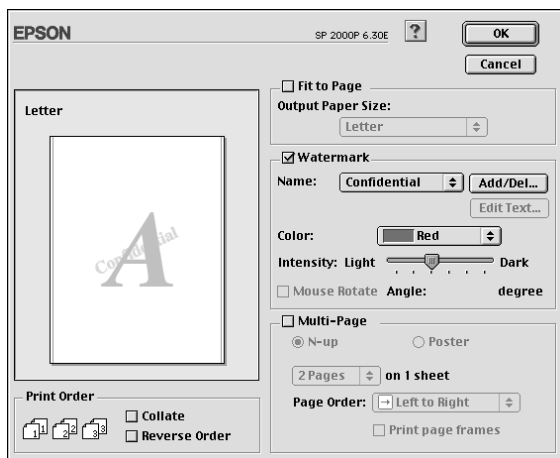 EPSON
SP 2000P 6.30E
?
OK
Cancel
Letter
Confidential
A
Print Order
1 1 2 2 3 3
Collate
Reverse Order
Fit to Page
Output Paper Size:
Letter
Watermark
Name: Confidential Add/Del...
Edit Text...
Color: Red
Intensity: Light Dark
Mouse Rotate Angle: degree
Multi-Page
N-up Poster
2 Pages on 1 sheet
Page Order: Left to Right
Print page frames